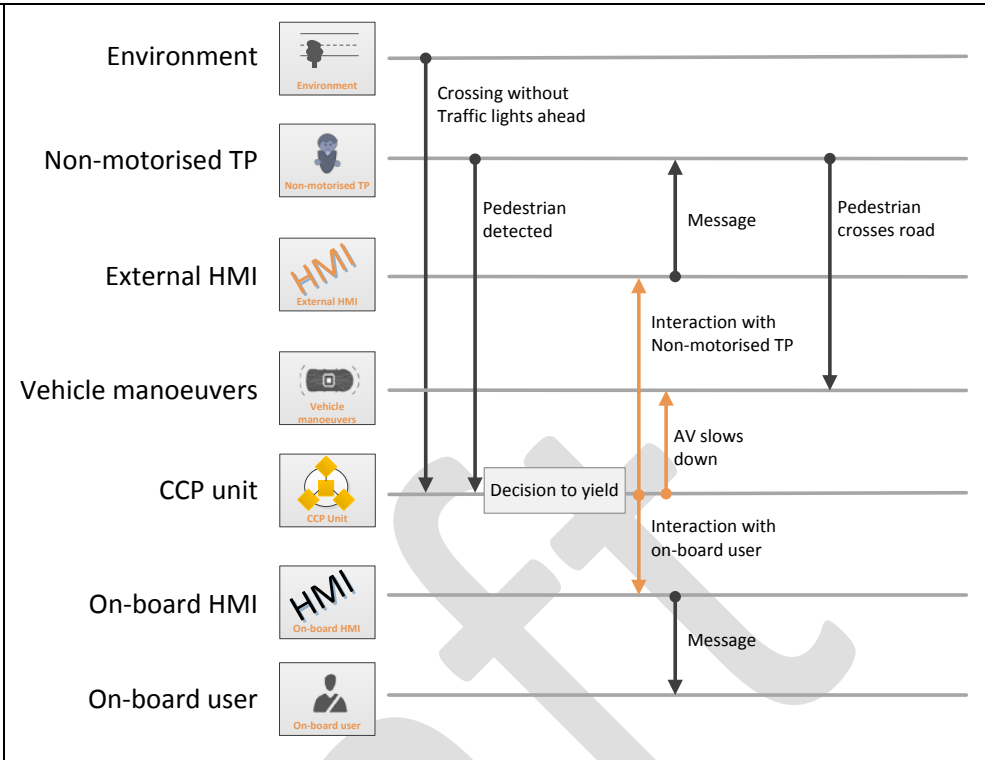 Environment
Environment
Crossing without
Traffic lights ahead
Non-motorised TP
Non-motorised TP
Pedestrian
detected
Message
Pedestrian
crosses road
External HMI
HMI
External HMI
Interaction with
Non-motorised TP
Vehicle manoeuvers
Vehicle
manoeuvers
AV slows
down
CCP unit
CCP Unit
Decision to yield
Interaction with
on-board user
On-board HMI
HMI
On-board HMI
Message
On-board user
On-board user